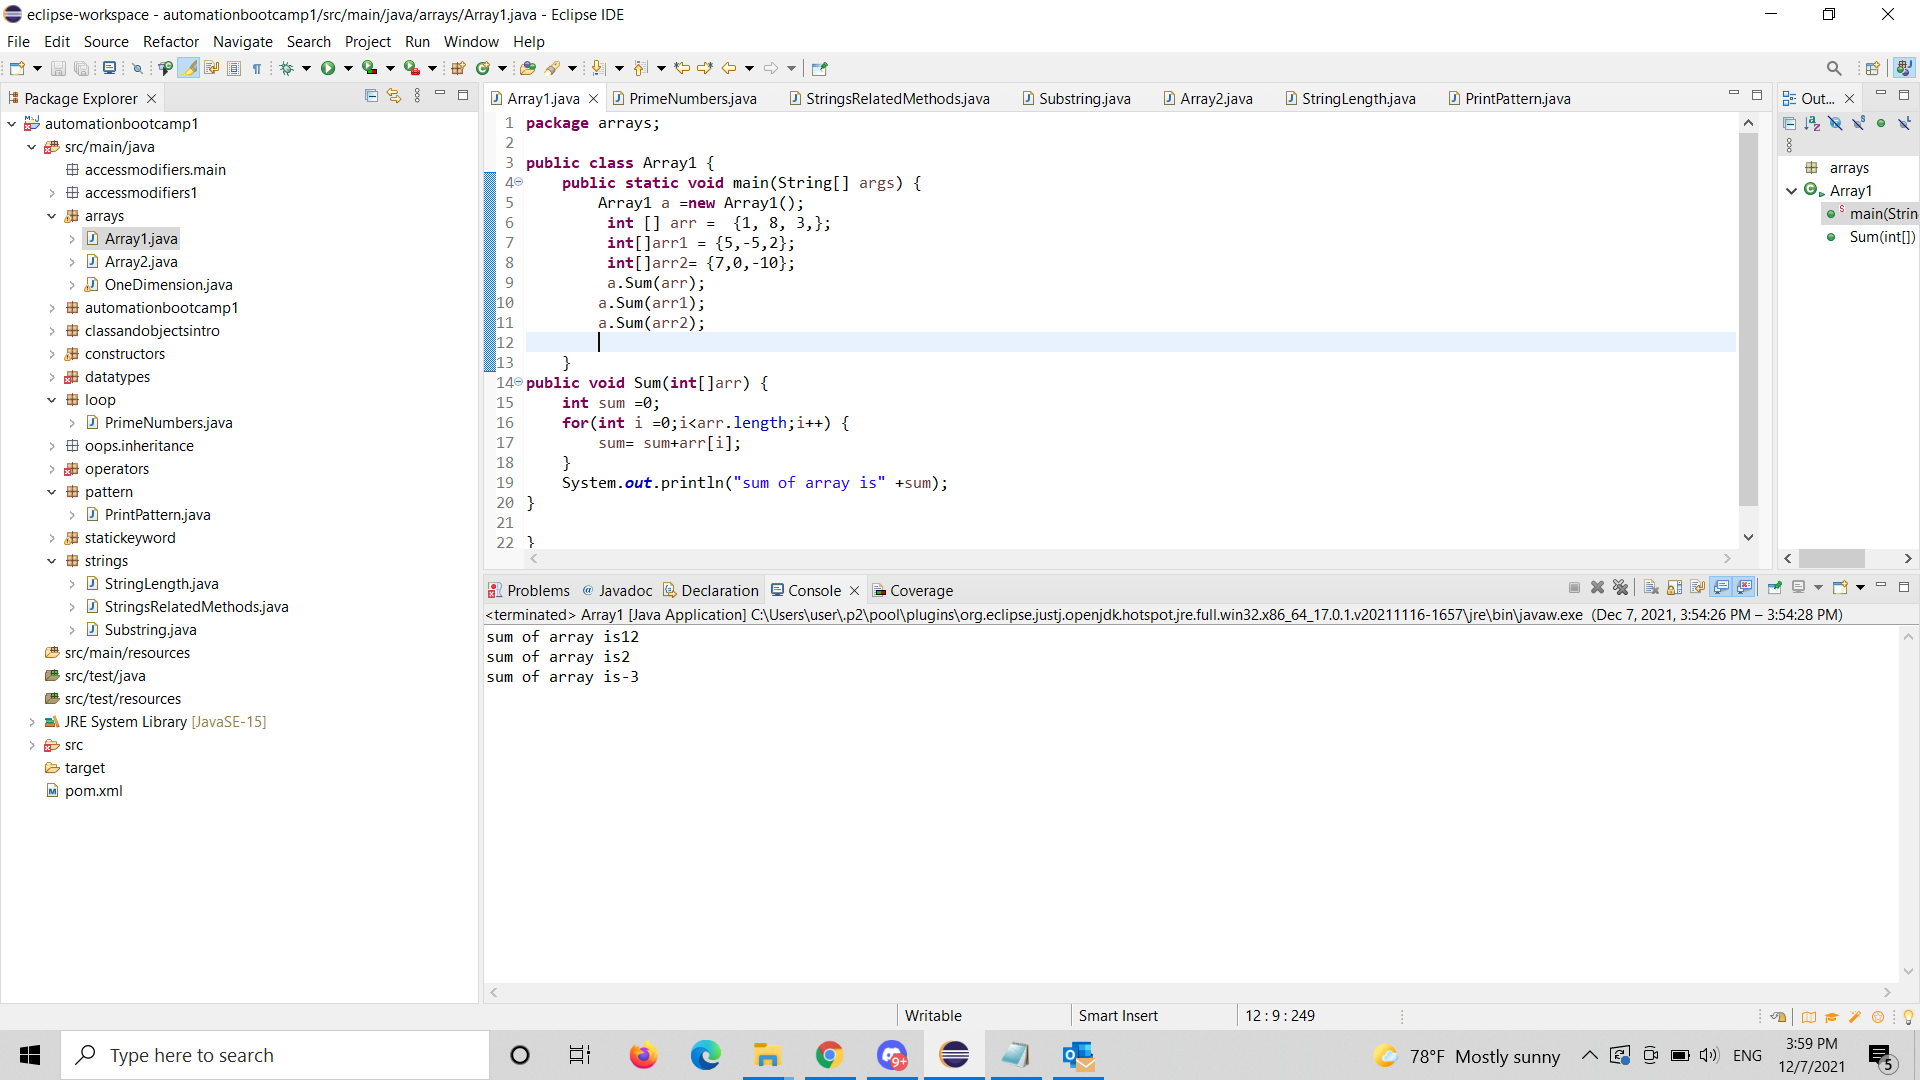 eclipse-workspace - automationbootcamp1/src/main/java/arrays/Array1.java - Eclipse IDE
File Edit Source Refactor Navigate Search Project Run Window Help
Package Explorer
automationbootcamp1
src/main/java
accessmodifiers.main
accessmodifiers1
arrays
Array1.java
Array2.java
OneDimension.java
automationbootcamp1
classandobjectsintro
constructors
datatypes
loop
PrimeNumbers.java
oops.inheritance
operators
pattern
PrintPattern.java
statickeyword
strings
StringLength.java
StringsRelatedMethods.java
Substring.java
src/main/resources
src/test/java
src/test/resources
JRE System Library [JavaSE-15]
src
target
pom.xml
Array1.java PrimeNumbers.java StringsRelatedMethods.java Substring.java Array2.java StringLength.java PrintPattern.java
1 package arrays;
2
3 public class Array1 {
4 public static void main(String[] args) {
5 Array1 a =new Array1();
6 int [] arr = {1, 8, 3,};
7 int[]arr1 = {5,-5,2};
8 int[]arr2= {7,0,-10};
9 a.Sum(arr);
10 a.Sum(arr1);
11 a.Sum(arr2);
12
13 }
14 public void Sum(int[]arr) {
15 int sum =0;
16 for(int i =0;i<arr.length;i++) {
17 sum= sum+arr[i];
18 }
19 System.out.println("sum of array is" +sum);
20 }
21
22 }
Out...
arrays
Array1
main(Strin
Sum(int[])
Problems Javadoc Declaration Console Coverage
<terminated> Array1 [Java Application] C:\Users\user\.p2\pool\plugins\org.eclipse.justj.openjdk.hotspot.jre.full.win32.x86_64_17.0.1.v20211116-1657\jre\bin\javaw.exe (Dec 7, 2021, 3:54:26 PM – 3:54:28 PM)
sum of array is12
sum of array is2
sum of array is-3
Writable Smart Insert 12 : 9 : 249
Type here to search
9+
78°F Mostly sunny
ENG
3:59 PM
12/7/2021
5